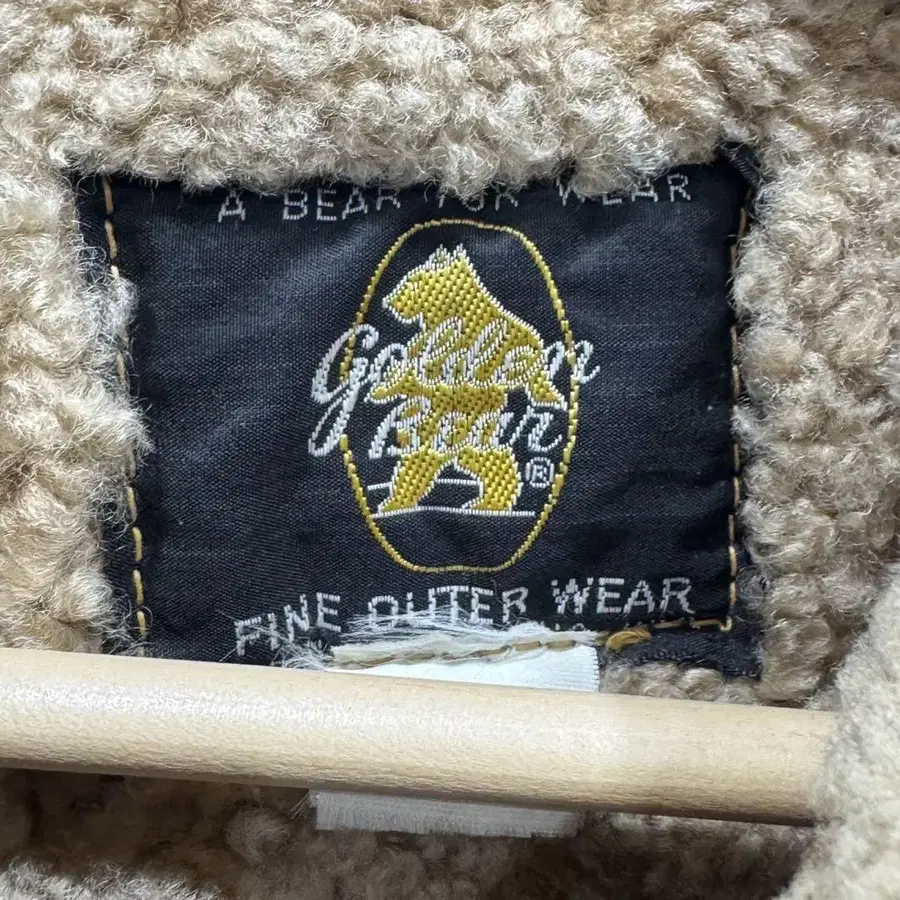 A BEAR FOR WEAR
Golden
Bear
®
FINE OUTER WEAR